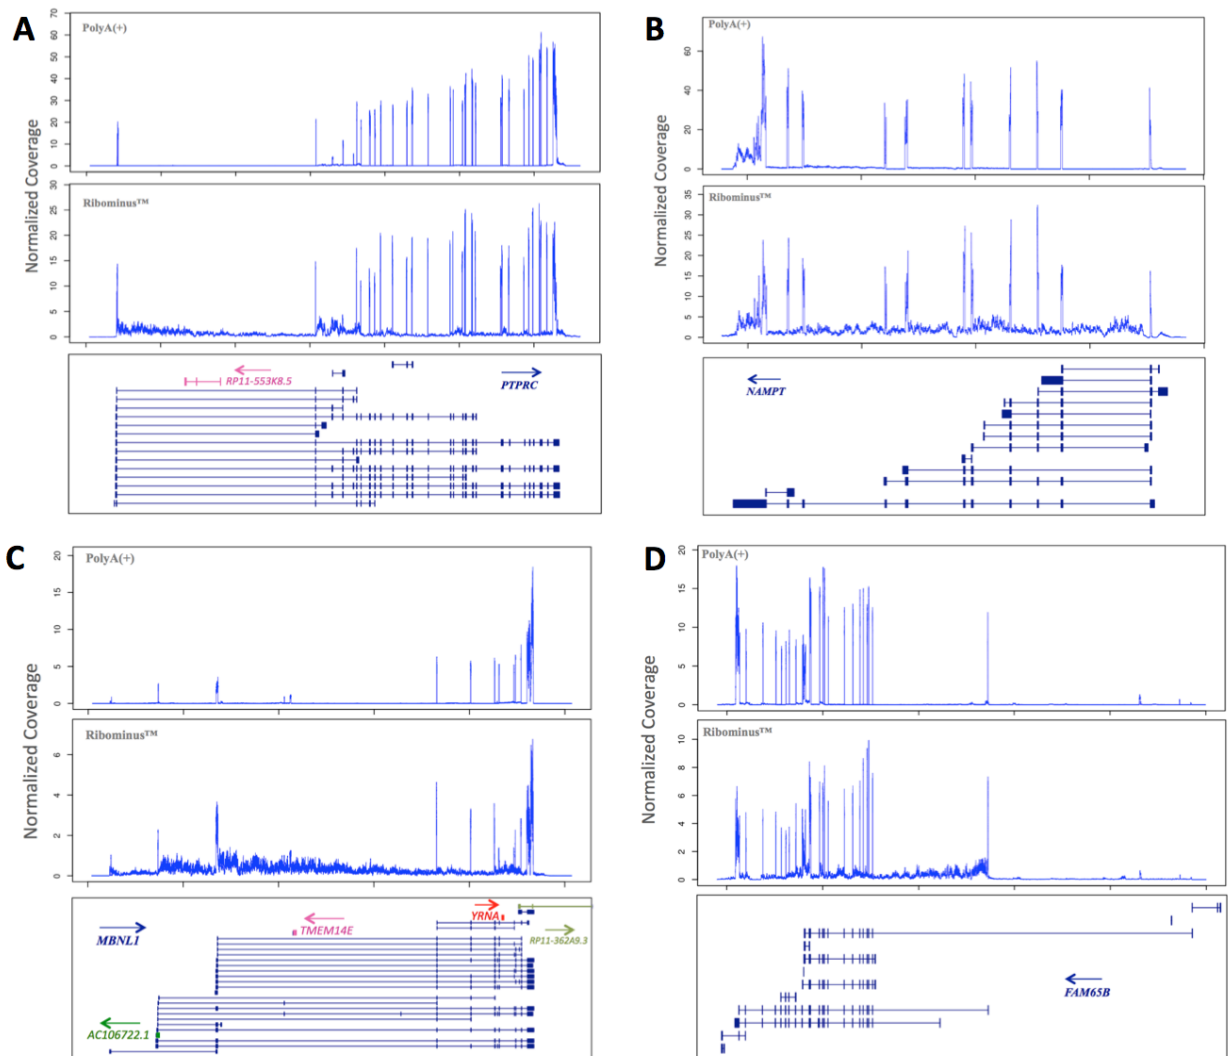 A
PolyA(+)
70
60
50
40
30
20
10
0
Ribominus™
30
25
20
15
10
5
0
Normalized Coverage
RP11-553K8.5
PTPRC
B
PolyA(+)
60
40
20
0
Ribominus™
35
30
25
20
15
10
5
0
Normalized Coverage
NAMPT
C
PolyA(+)
20
15
10
5
0
Ribominus™
6
4
2
0
Normalized Coverage
MBNL1
TMEM14E
YRNA
RP11-362A9.3
AC106722.1
D
PolyA(+)
20
15
10
5
0
Ribominus™
10
8
6
4
2
0
Normalized Coverage
FAM65B